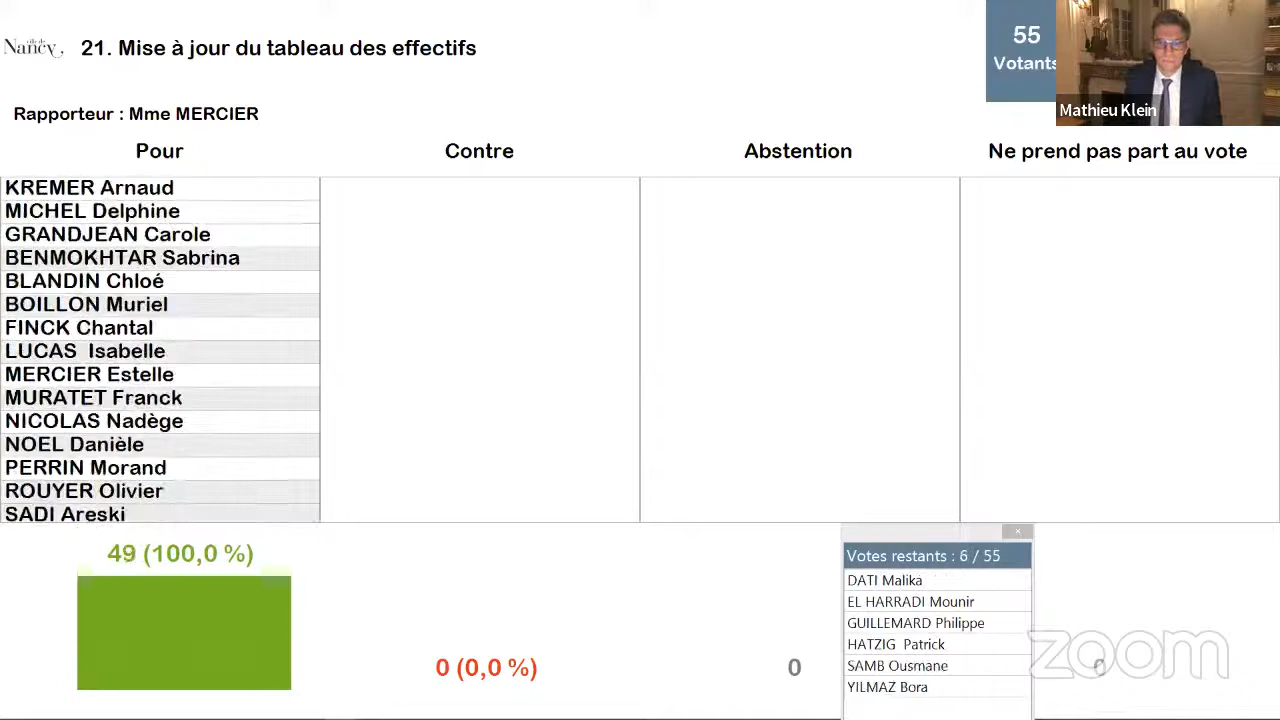 ville de
Nancy
21. Mise à jour du tableau des effectifs
55
Votants
Mathieu Klein
Rapporteur : Mme MERCIER
Pour
Contre
Abstention
Ne prend pas part au vote
KREMER Arnaud
MICHEL Delphine
GRANDJEAN Carole
BENMOKHTAR Sabrina
BLANDIN Chloé
BOILLON Muriel
FINCK Chantal
LUCAS  Isabelle
MERCIER Estelle
MURATET Franck
NICOLAS Nadège
NOEL Danièle
PERRIN Morand
ROUYER Olivier
SADI Areski
49 (100,0 %)
0 (0,0 %)
0
Votes restants : 6 / 55
DATI Malika
EL HARRADI Mounir
GUILLEMARD Philippe
HATZIG  Patrick
SAMB Ousmane
YILMAZ Bora
0
zoom